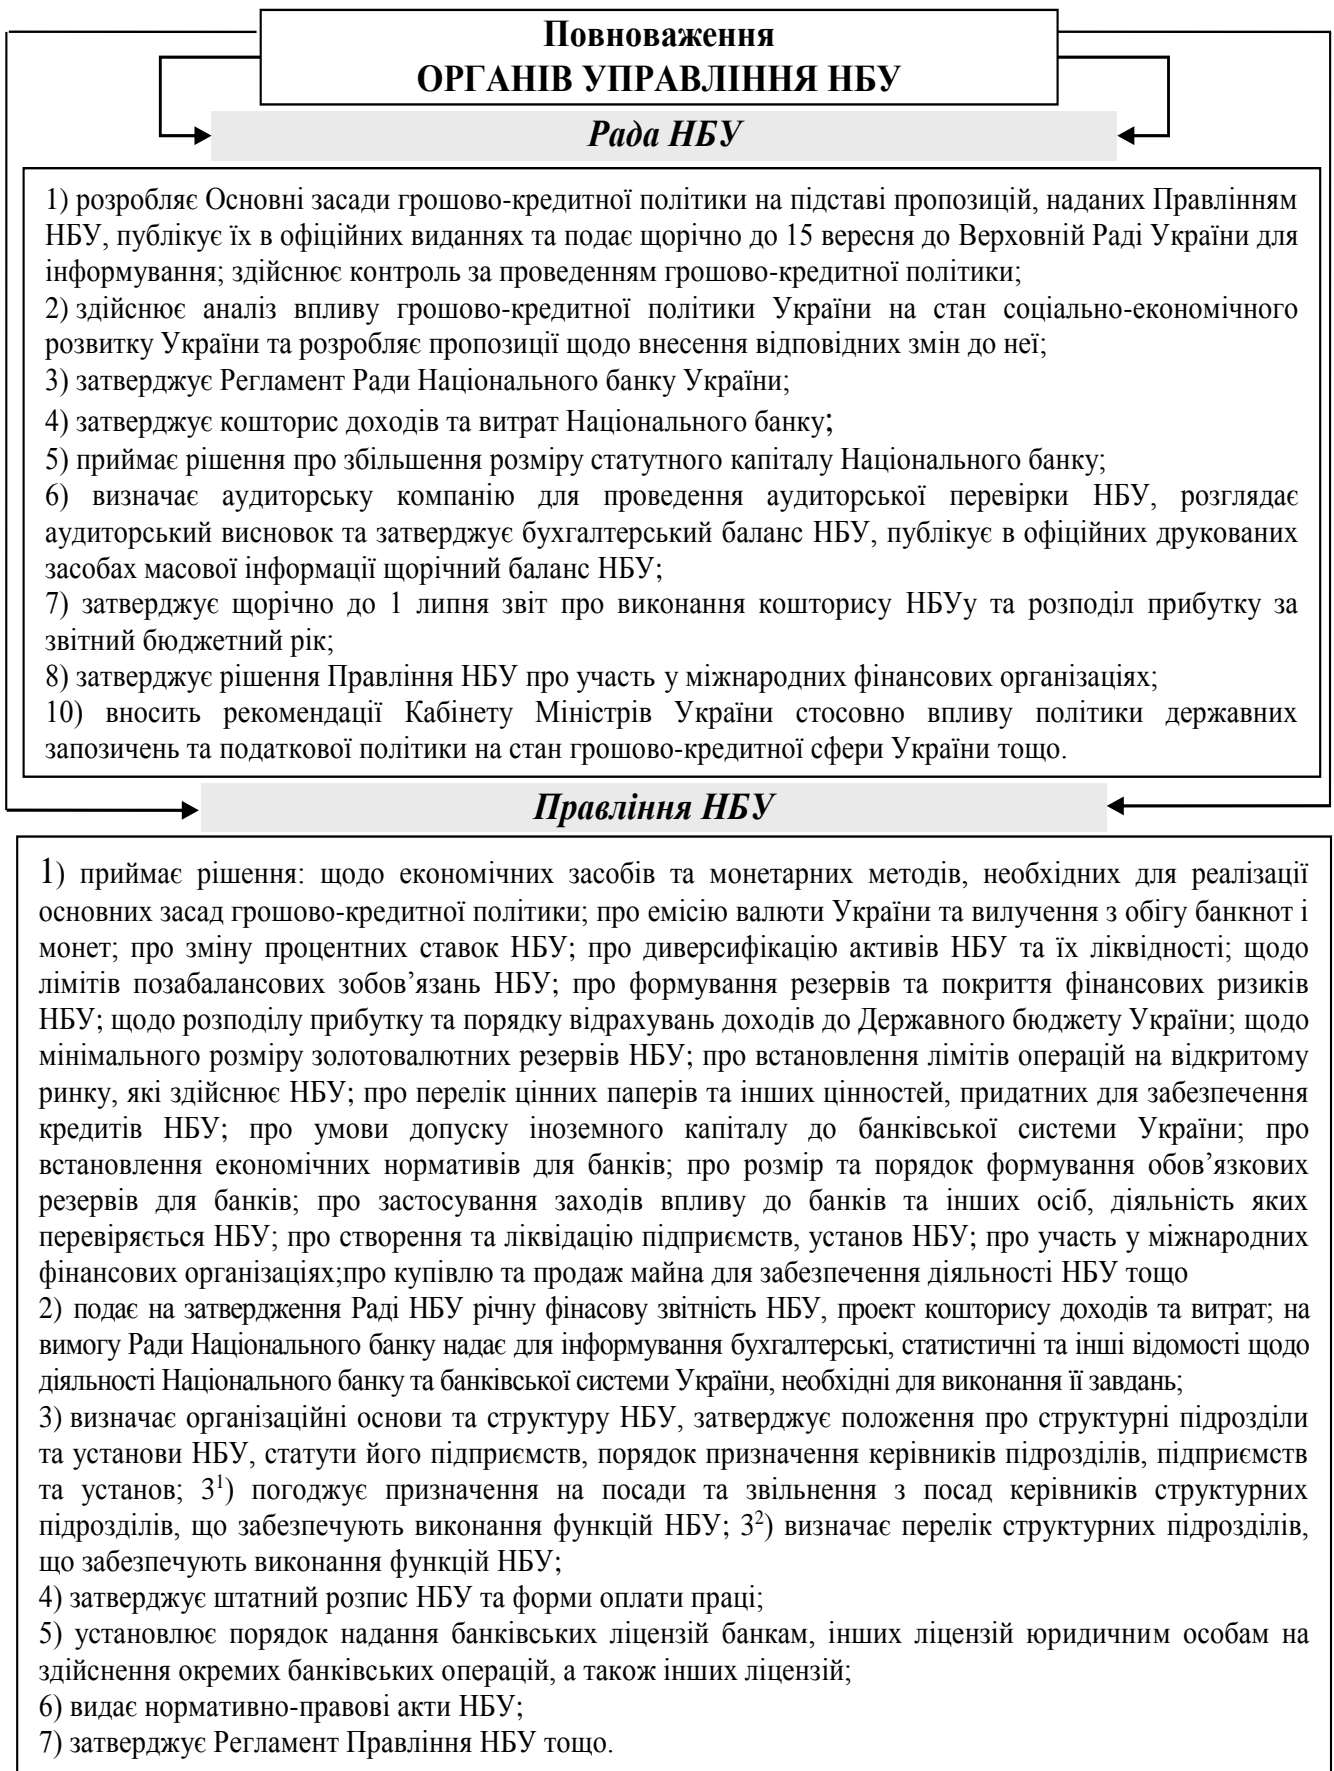 Повноваження
ОРГАНІВ УПРАВЛІННЯ НБУ
Рада НБУ
1) розробляє Основні засади грошово-кредитної політики на підставі пропозицій, наданих Правлінням
НБУ, публікує їх в офіційних виданнях та подає щорічно до 15 вересня до Верховній Раді України для
інформування; здійснює контроль за проведенням грошово-кредитної політики;
2) здійснює аналіз впливу грошово-кредитної політики України на стан соціально-економічного
розвитку України та розробляє пропозиції щодо внесення відповідних змін до неї;
3) затверджує Регламент Ради Національного банку України;
4) затверджує кошторис доходів та витрат Національного банку;
5) приймає рішення про збільшення розміру статутного капіталу Національного банку;
6) визначає аудиторську компанію для проведення аудиторської перевірки НБУ, розглядає
аудиторський висновок та затверджує бухгалтерський баланс НБУ, публікує в офіційних друкованих
засобах масової інформації щорічний баланс НБУ;
7) затверджує щорічно до 1 липня звіт про виконання кошторису НБУу та розподіл прибутку за
звітний бюджетний рік;
8) затверджує рішення Правління НБУ про участь у міжнародних фінансових організаціях;
10) вносить рекомендації Кабінету Міністрів України стосовно впливу політики державних
запозичень та податкової політики на стан грошово-кредитної сфери України тощо.
Правління НБУ
1) приймає рішення: щодо економічних засобів та монетарних методів, необхідних для реалізації
основних засад грошово-кредитної політики; про емісію валюти України та вилучення з обігу банкнот і
монет; про зміну процентних ставок НБУ; про диверсифікацію активів НБУ та їх ліквідності; щодо
лімітів позабалансових зобов’язань НБУ; про формування резервів та покриття фінансових ризиків
НБУ; щодо розподілу прибутку та порядку відрахувань доходів до Державного бюджету України; щодо
мінімального розміру золотовалютних резервів НБУ; про встановлення лімітів операцій на відкритому
ринку, які здійснює НБУ; про перелік цінних паперів та інших цінностей, придатних для забезпечення
кредитів НБУ; про умови допуску іноземного капіталу до банківської системи України; про
встановлення економічних нормативів для банків; про розмір та порядок формування обов’язкових
резервів для банків; про застосування заходів впливу до банків та інших осіб, діяльність яких
перевіряється НБУ; про створення та ліквідацію підприємств, установ НБУ; про участь у міжнародних
фінансових організаціях;про купівлю та продаж майна для забезпечення діяльності НБУ тощо
2) подає на затвердження Раді НБУ річну фінасову звітність НБУ, проект кошторису доходів та витрат; на
вимогу Ради Національного банку надає для інформування бухгалтерські, статистичні та інші відомості щодо
діяльності Національного банку та банківської системи України, необхідні для виконання її завдань;
3) визначає організаційні основи та структуру НБУ, затверджує положення про структурні підрозділи
та установи НБУ, статути його підприємств, порядок призначення керівників підрозділів, підприємств
та установ; 3¹) погоджує призначення на посади та звільнення з посад керівників структурних
підрозділів, що забезпечують виконання функцій НБУ; 3²) визначає перелік структурних підрозділів,
що забезпечують виконання функцій НБУ;
4) затверджує штатний розпис НБУ та форми оплати праці;
5) установлює порядок надання банківських ліцензій банкам, інших ліцензій юридичним особам на
здійснення окремих банківських операцій, а також інших ліцензій;
6) видає нормативно-правові акти НБУ;
7) затверджує Регламент Правління НБУ тощо.